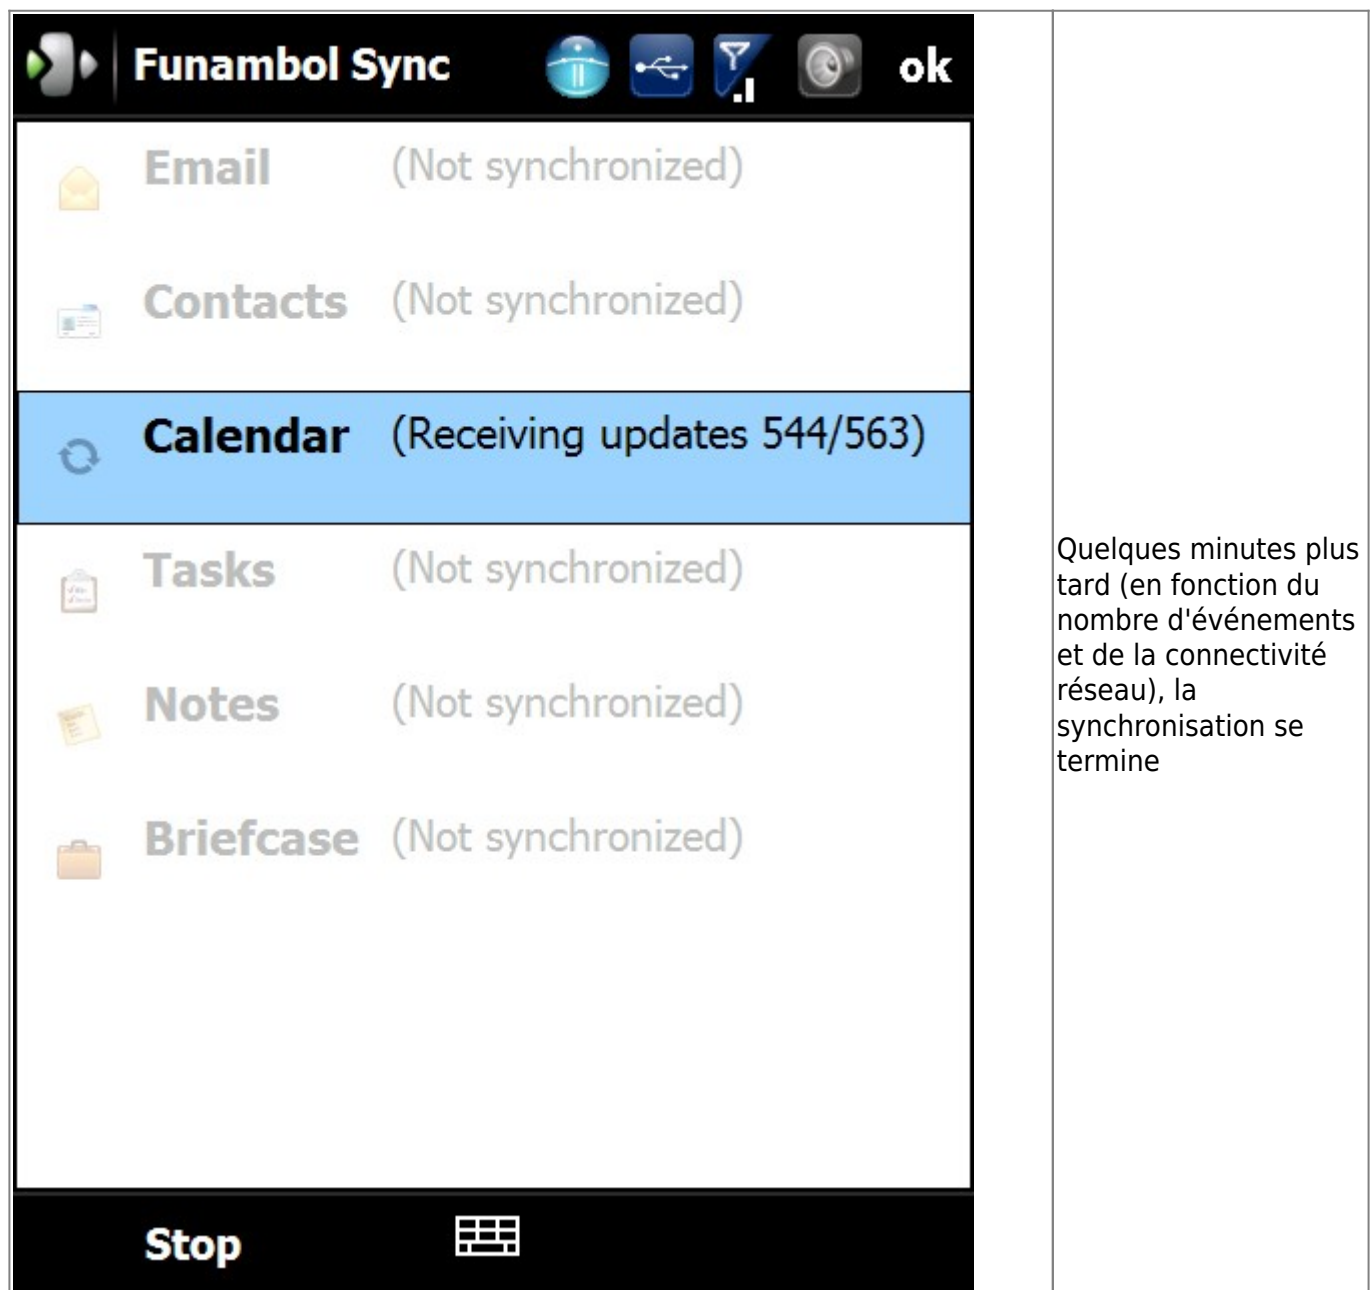 Funambol Sync ok
Email (Not synchronized)
Contacts (Not synchronized)
Calendar (Receiving updates 544/563)
Tasks (Not synchronized)
Notes (Not synchronized)
Briefcase (Not synchronized)
Stop
Quelques minutes plus
tard (en fonction du
nombre d'événements
et de la connectivité
réseau), la
synchronisation se
termine